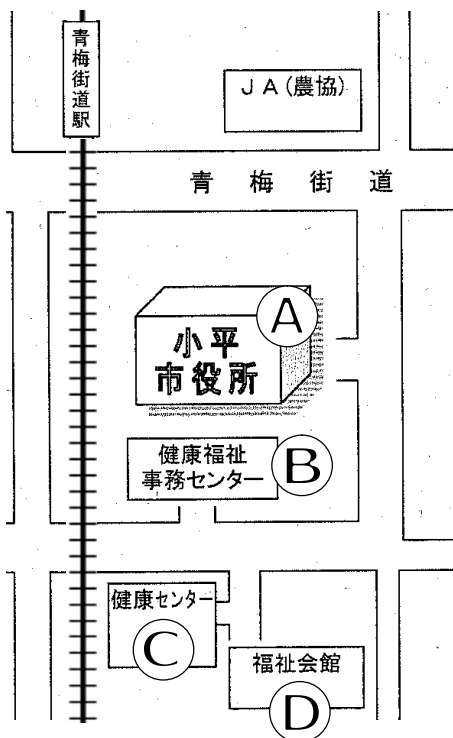 青梅街道駅
JA(農協)
青梅街道
A
小平
市役所
健康福祉
事務センター
B
健康センター
C
福祉会館
D